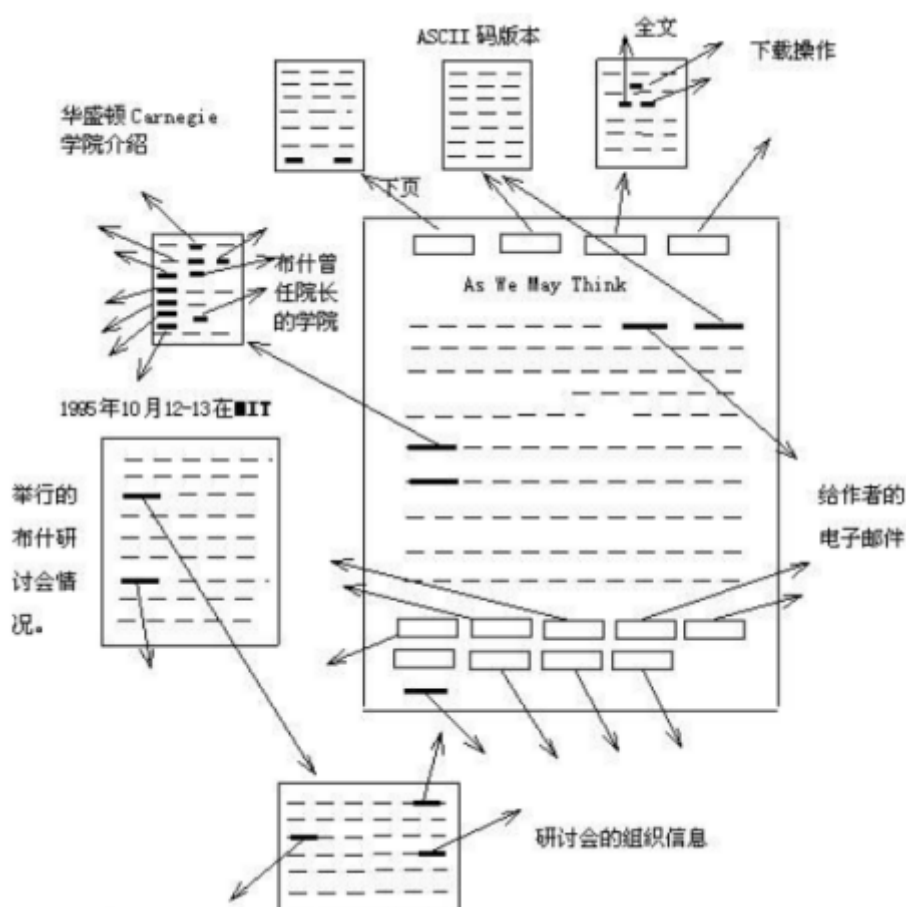 ASCII 码版本
全文
下载操作
华盛顿 Carnegie
学院介绍
下页
布什曾
任院长
的学院
As We May Think
1995年10月12-13在MIT
举行的
布什研
讨会情
况。
给作者的
电子邮件
研讨会的组织信息